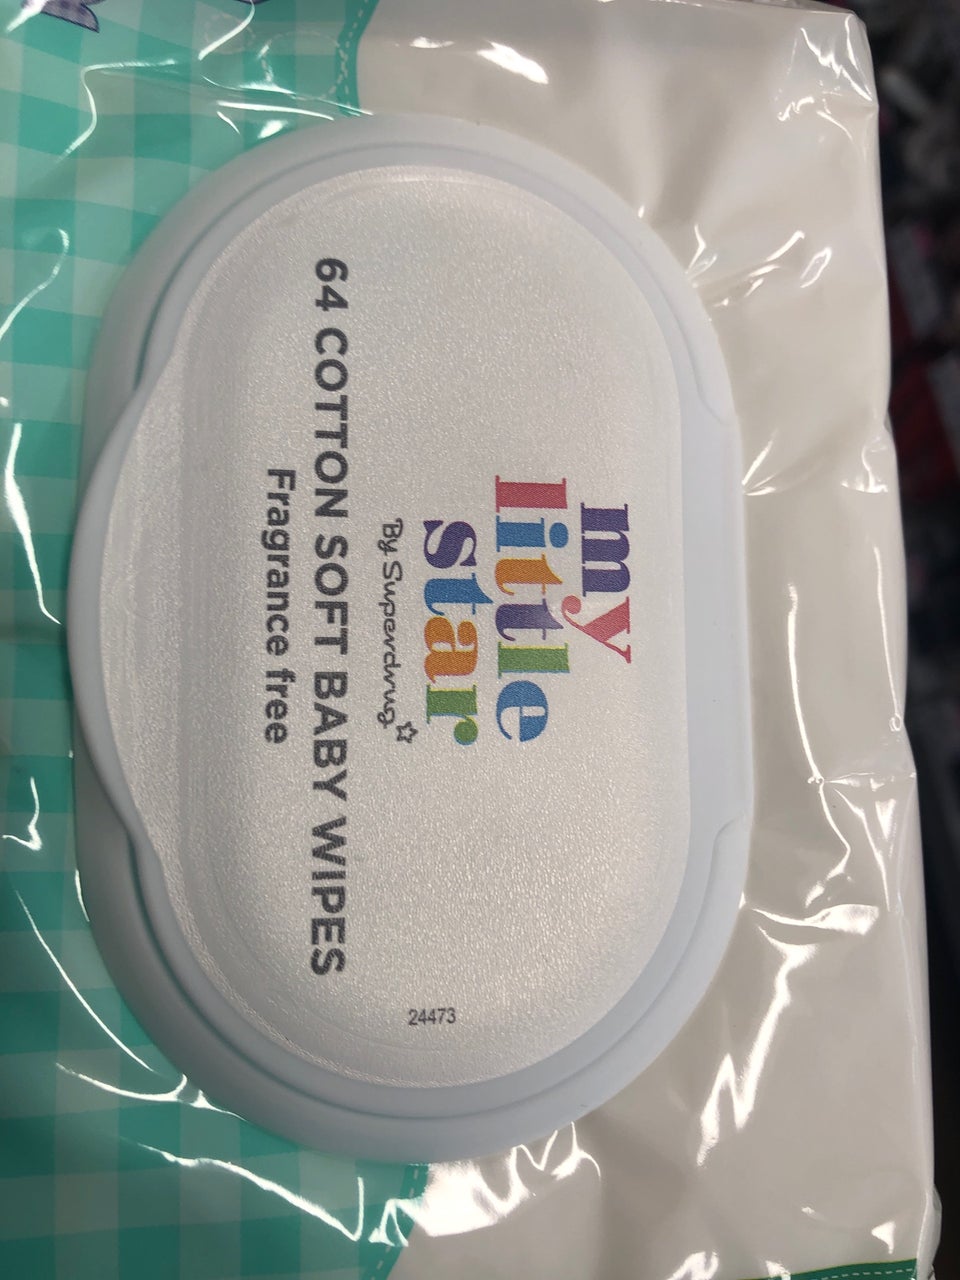 my
little
star
By Superdrug
64 COTTON SOFT BABY WIPES
Fragrance free
24473